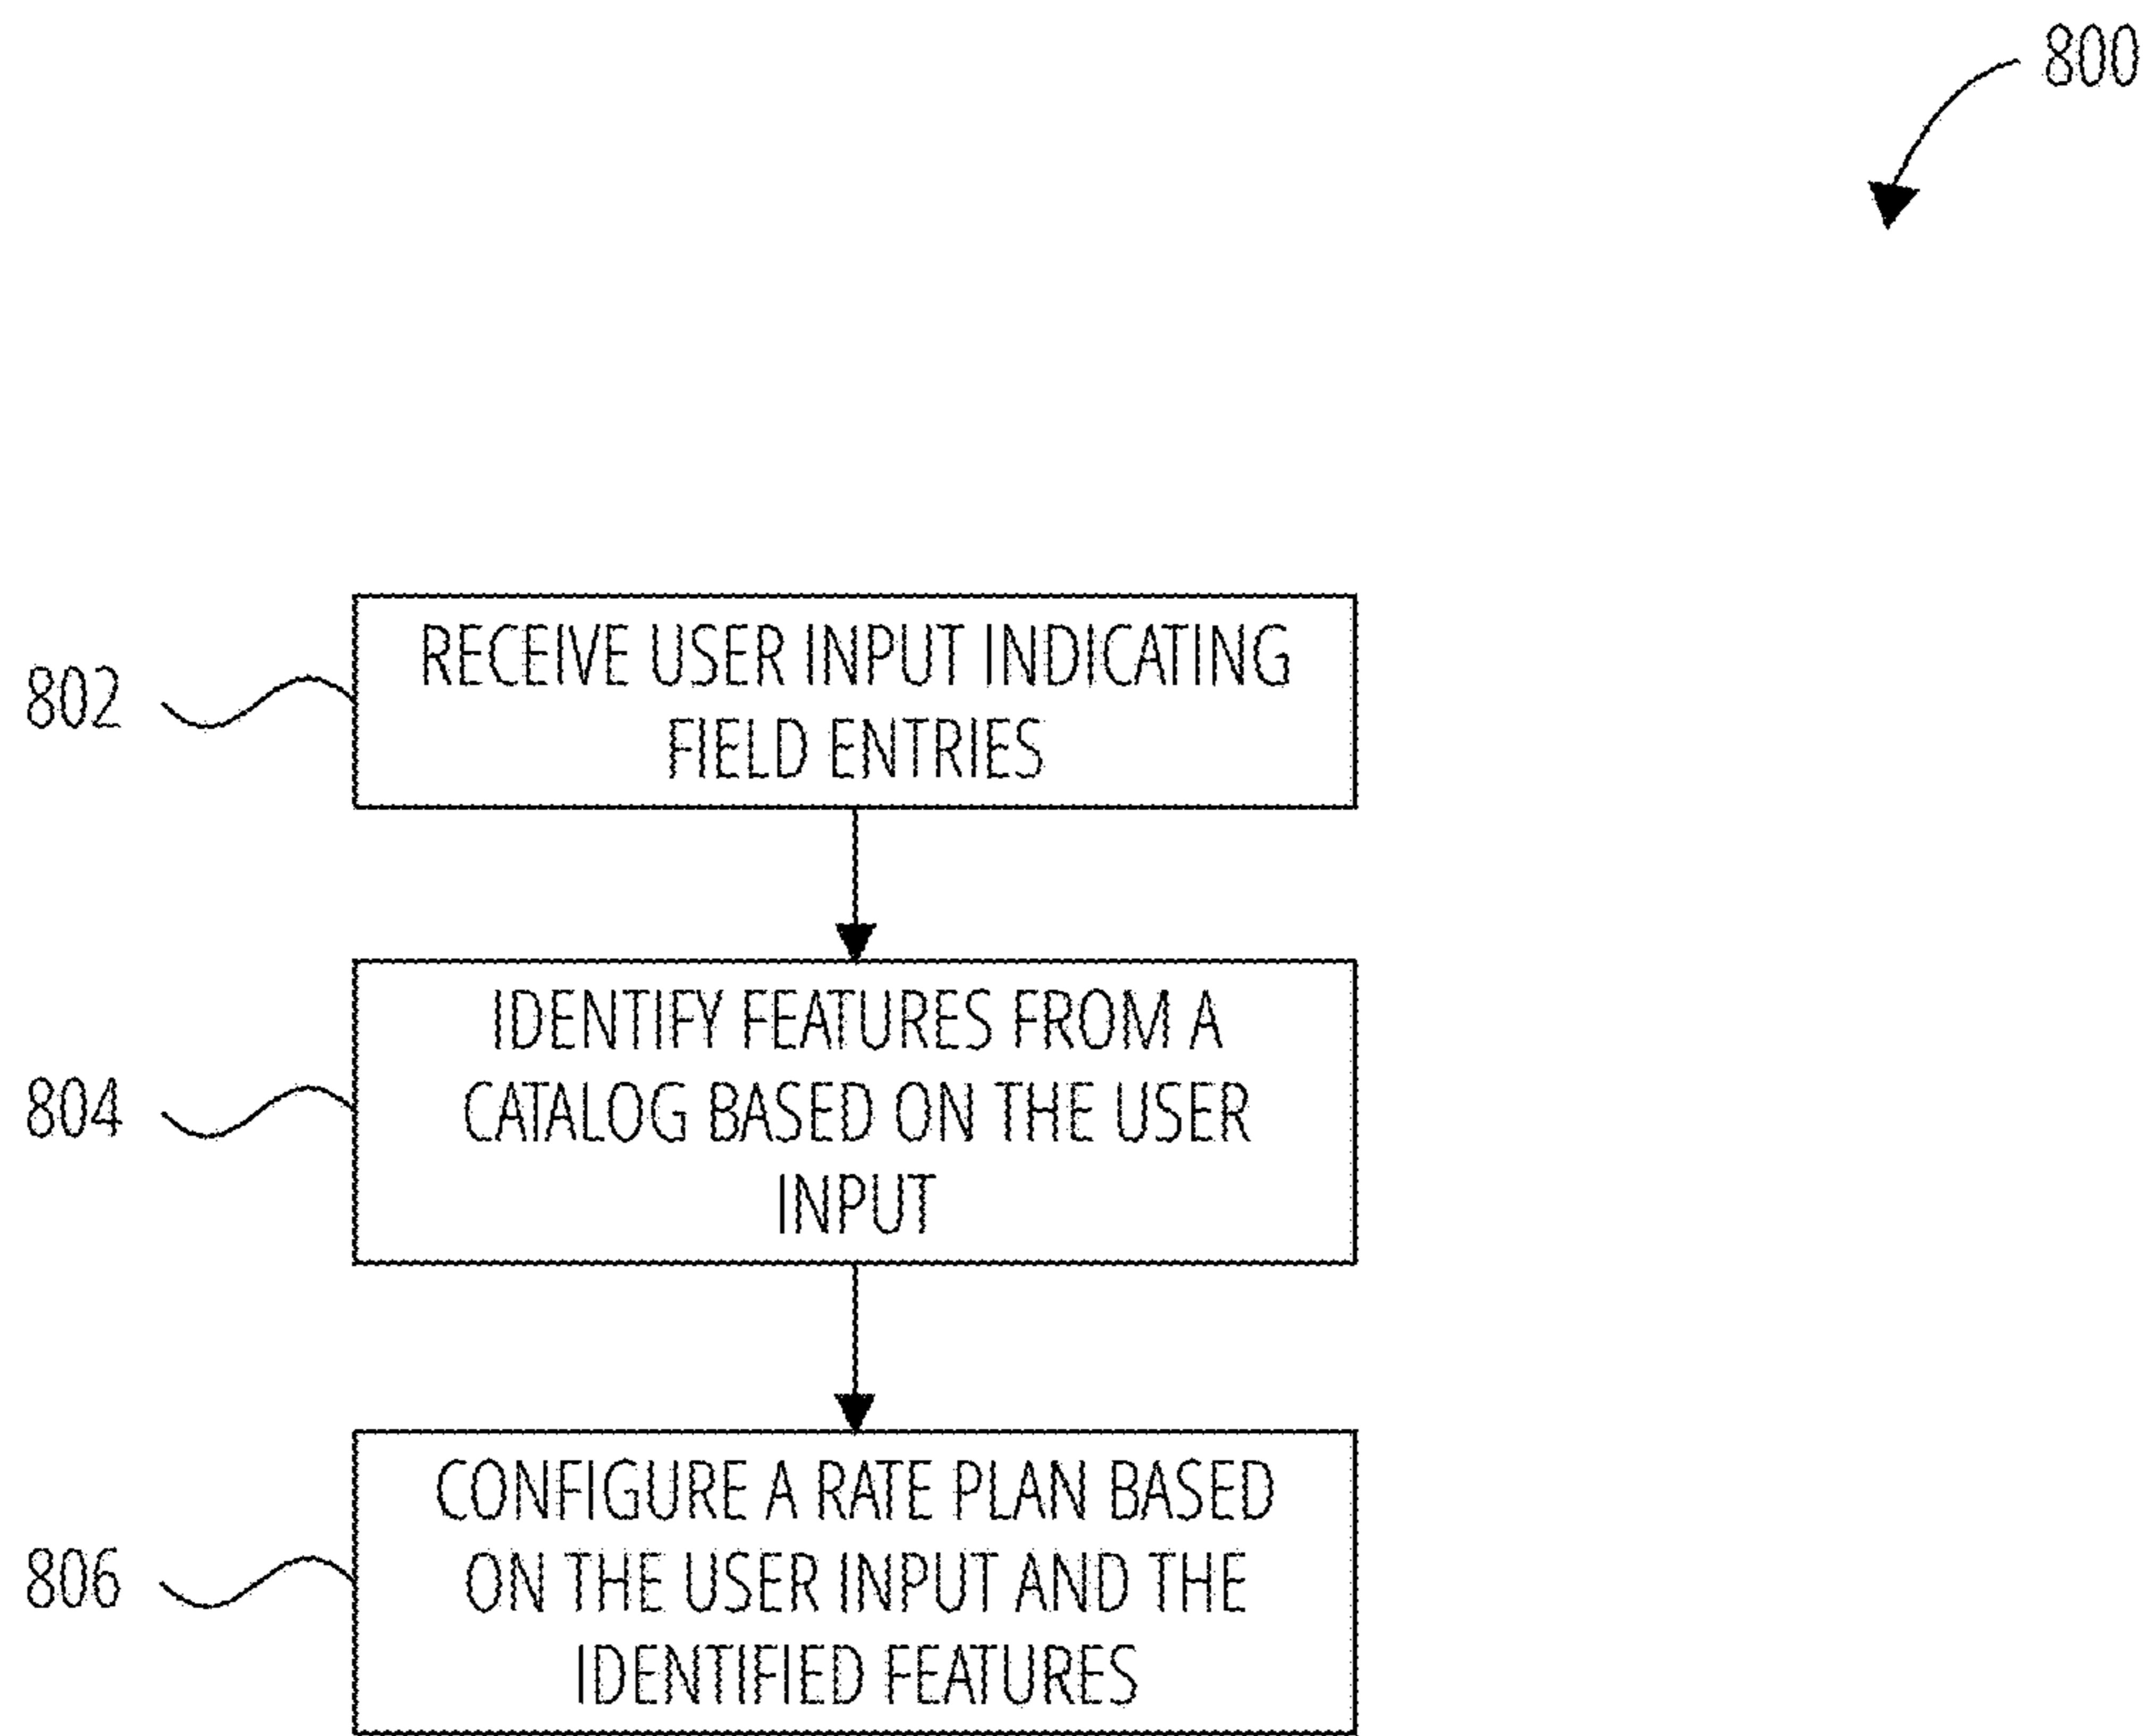 800
802
RECEIVE USER INPUT INDICATING
FIELD ENTRIES
804
IDENTIFY FEATURES FROM A
CATALOG BASED ON THE USER
INPUT
806
CONFIGURE A RATE PLAN BASED
ON THE USER INPUT AND THE
IDENTIFIED FEATURES